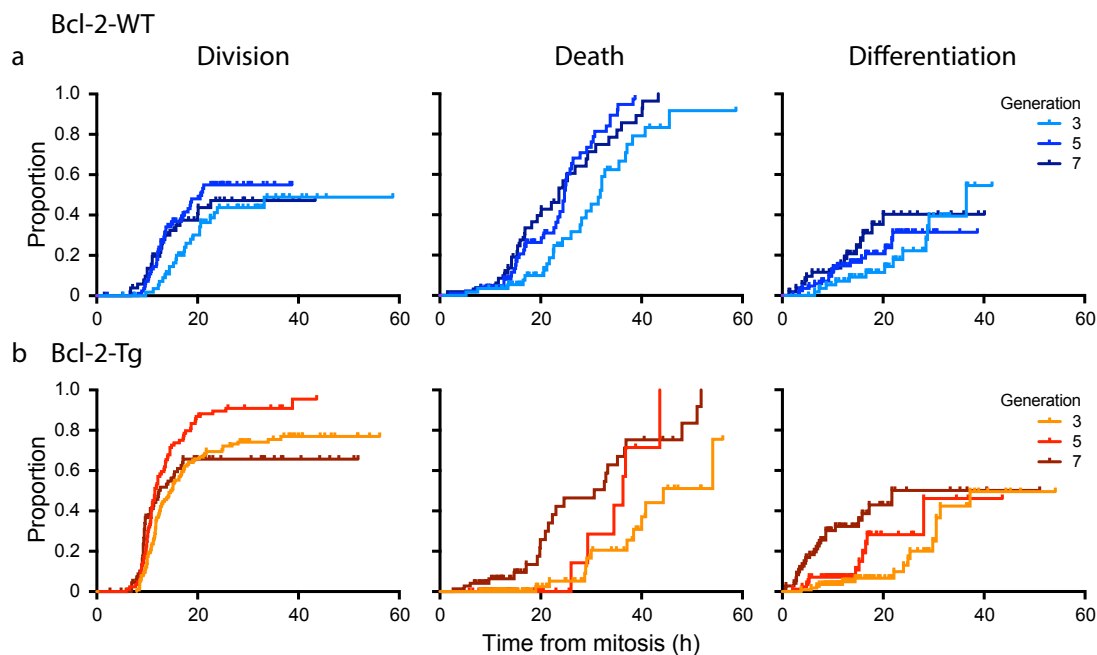 Bcl-2-WT
a
Division
Death
Differentiation
Proportion
1.0
0.8
0.6
0.4
0.2
0
0 20 40 60
0 20 40 60
0 20 40 60
Generation
3
5
7
b Bcl-2-Tg
Proportion
1.0
0.8
0.6
0.4
0.2
0
0 20 40 60
0 20 40 60
0 20 40 60
Generation
3
5
7
Time from mitosis (h)